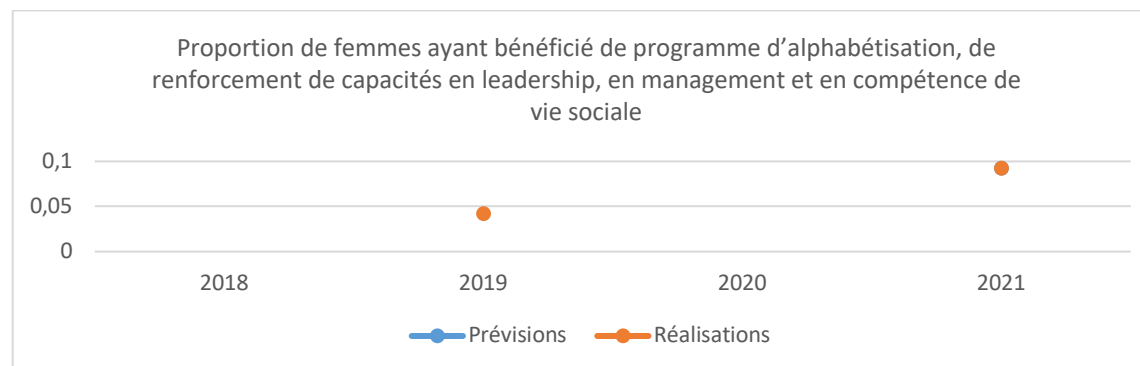 Proportion de femmes ayant bénéficié de programme d’alphabétisation, de
renforcement de capacités en leadership, en management et en compétence de
vie sociale
0,1
0,05
0
2018 2019 2020 2021
Prévisions Réalisations